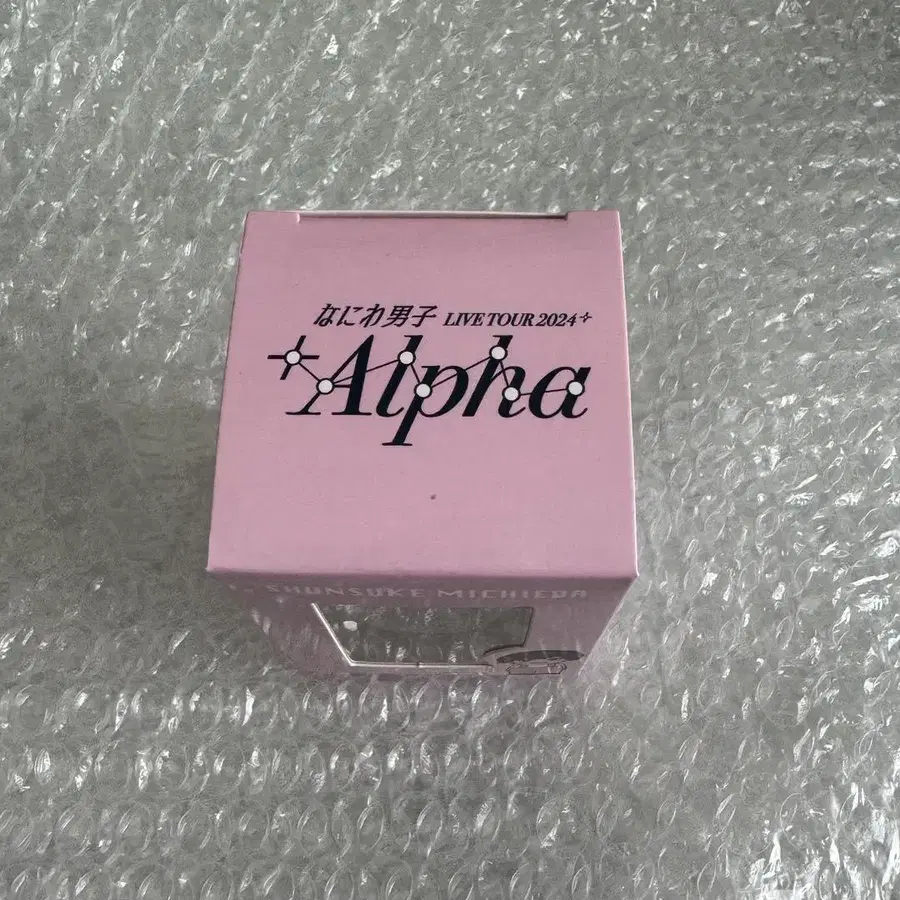 なにわ男子 LIVE TOUR 2024
Alpha
SHUNSUKE MICHIEDA